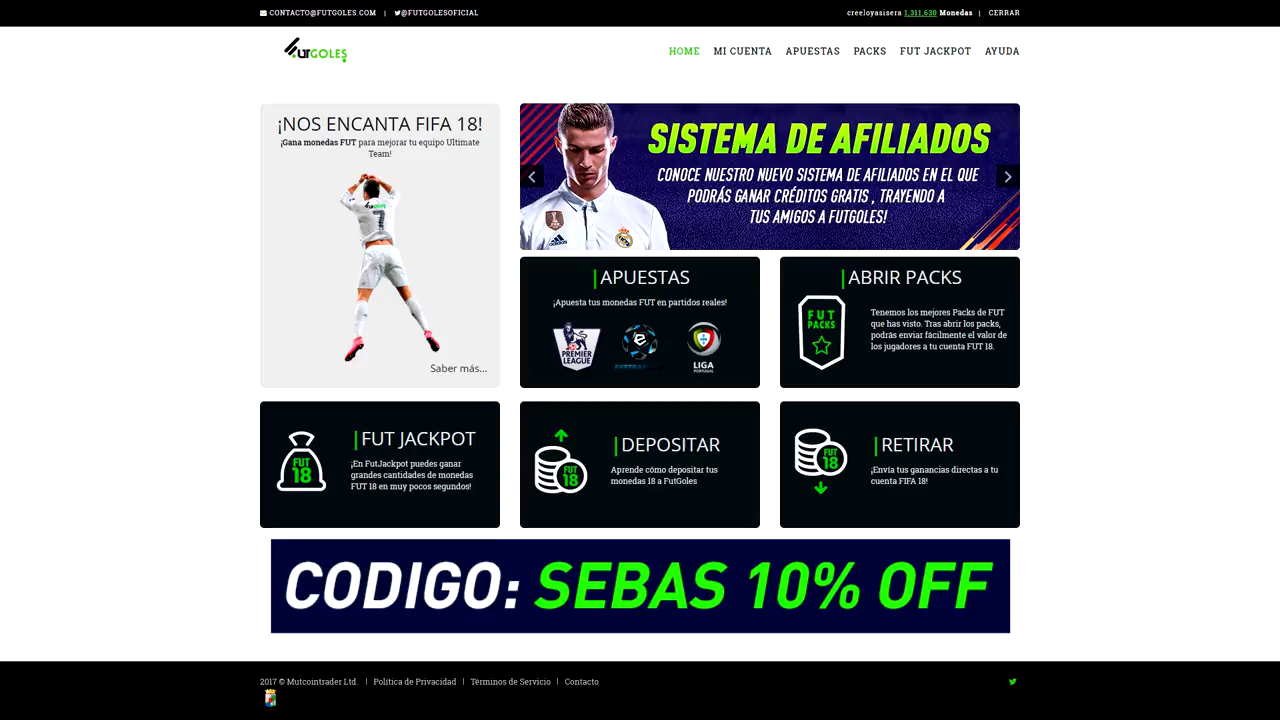 CONTACTO@FUTGOLES.COM | @FUTGOLESOFICIAL
creeloyasisera 1,311,630 Monedas | CERRAR
FUTGOLES
HOME MI CUENTA APUESTAS PACKS FUT JACKPOT AYUDA
¡NOS ENCANTA FIFA 18!
¡Gana monedas FUT para mejorar tu equipo Ultimate
Team!
7
Saber más...
SISTEMA DE AFILIADOS
CONOCE NUESTRO NUEVO SISTEMA DE AFILIADOS EN EL QUE
PODRÁS GANAR CRÉDITOS GRATIS , TRAYENDO A
TUS AMIGOS A FUTGOLES!
adidas
APUESTAS
¡Apuesta tus monedas FUT en partidos reales!
PREMIER
LEAGUE
LIGA
PORTUGAL
ABRIR PACKS
FUT
PACKS
Tenemos los mejores Packs de FUT
que has visto. Tras abrir los packs,
podrás enviar fácilmente el valor de
los jugadores a tu cuenta FUT 18.
FUT JACKPOT
FUT
18
¡En FutJackpot puedes ganar
grandes cantidades de monedas
FUT 18 en muy pocos segundos!
DEPOSITAR
FUT
18
Aprende cómo depositar tus
monedas 18 a FutGoles
RETIRAR
FUT
18
¡Envía tus ganancias directas a tu
cuenta FIFA 18!
CODIGO: SEBAS 10% OFF
2017 © Mutcointrader Ltd. | Política de Privacidad | Términos de Servicio | Contacto